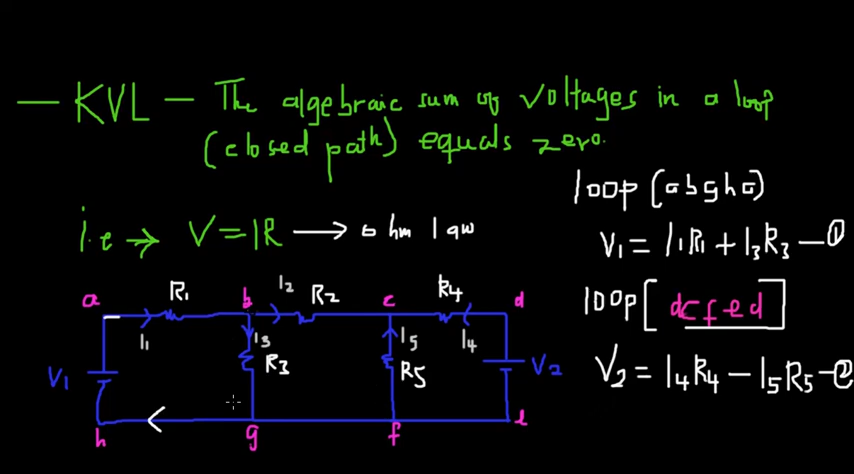 — KVL — The algebraic sum of voltages in a loop
(closed path) equals zero.
i.e → V = IR → ohm law
loop (abgha)
V1 = I1R1 + I3R3 — ①
loop [dcfed]
V2 = I4R4 — I5R5 — ②
a R1 b I2 R2 c R4 d
I1 I3 I5 I4
V1 R3 R5 V2
h g f e